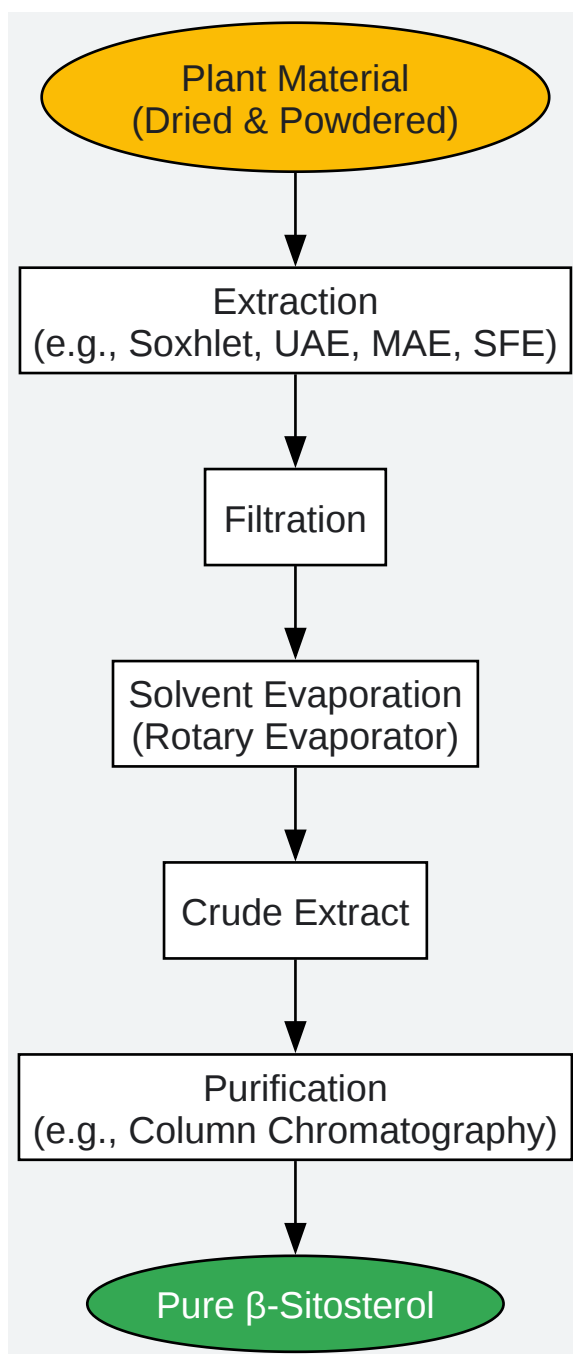 Plant Material
(Dried & Powdered)
Extraction
(e.g., Soxhlet, UAE, MAE, SFE)
Filtration
Solvent Evaporation
(Rotary Evaporator)
Crude Extract
Purification
(e.g., Column Chromatography)
Pure β-Sitosterol